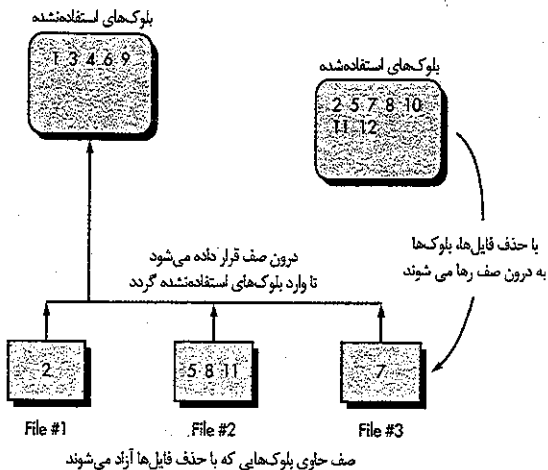 بلوک‌های استفاده‌نشده
1 3 4 6 9
بلوک‌های استفاده‌شده
2 5 7 8 10
11 12
با حذف فایل‌ها، بلوک‌ها
به درون صف رها می شوند
درون صف قرار داده می‌شود
تا وارد بلوک‌های استفاده‌نشده گردد
2
5 8 11
7
File #1
File #2
File #3
صف حاوی بلوک‌هایی که با حذف فایل‌ها آزاد می‌شوند